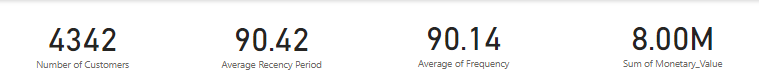 4342 90.42 90.14 8.00M
Number of Customers Average Recency Period Average of Frequency Sum of Monetary_Value